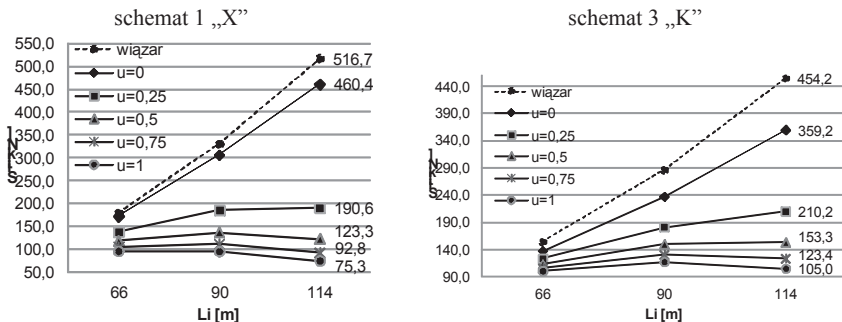 schemat 1 „X”
550,0
500,0
450,0
400,0
350,0
300,0
250,0
200,0
150,0
100,0
50,0
wiązar
u=0
u=0,25
u=0,5
u=0,75
u=1
516,7
460,4
190,6
123,3
92,8
75,3
66 90 114
Li [m]
schemat 3 „K”
440,0
390,0
340,0
290,0
240,0
190,0
140,0
90,0
wiązar
u=0
u=0,25
u=0,5
u=0,75
u=1
454,2
359,2
210,2
153,3
123,4
105,0
66 90 114
Li [m]